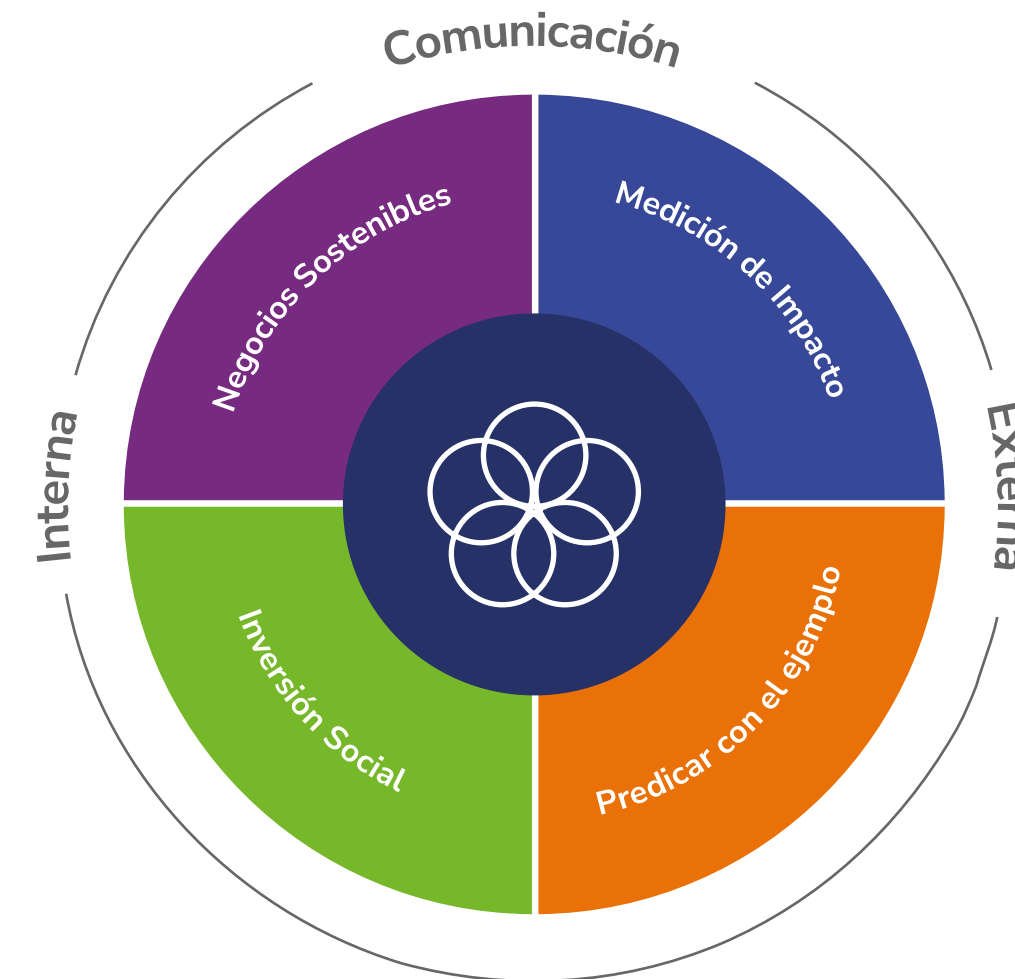 Comunicación
Negocios Sostenibles
Medición de Impacto
Interna
Externa
Inversión Social
Predicar con el ejemplo